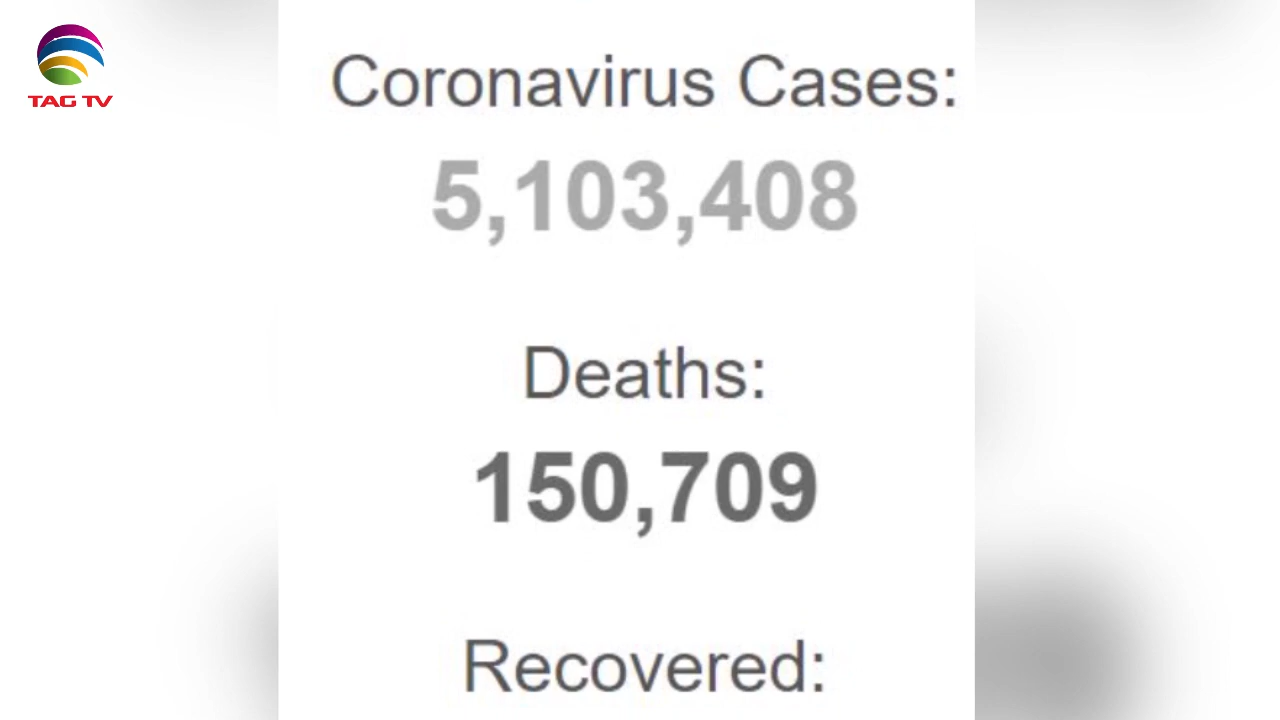 TAG TV
Coronavirus Cases:
5,103,408
Deaths:
150,709
Recovered: